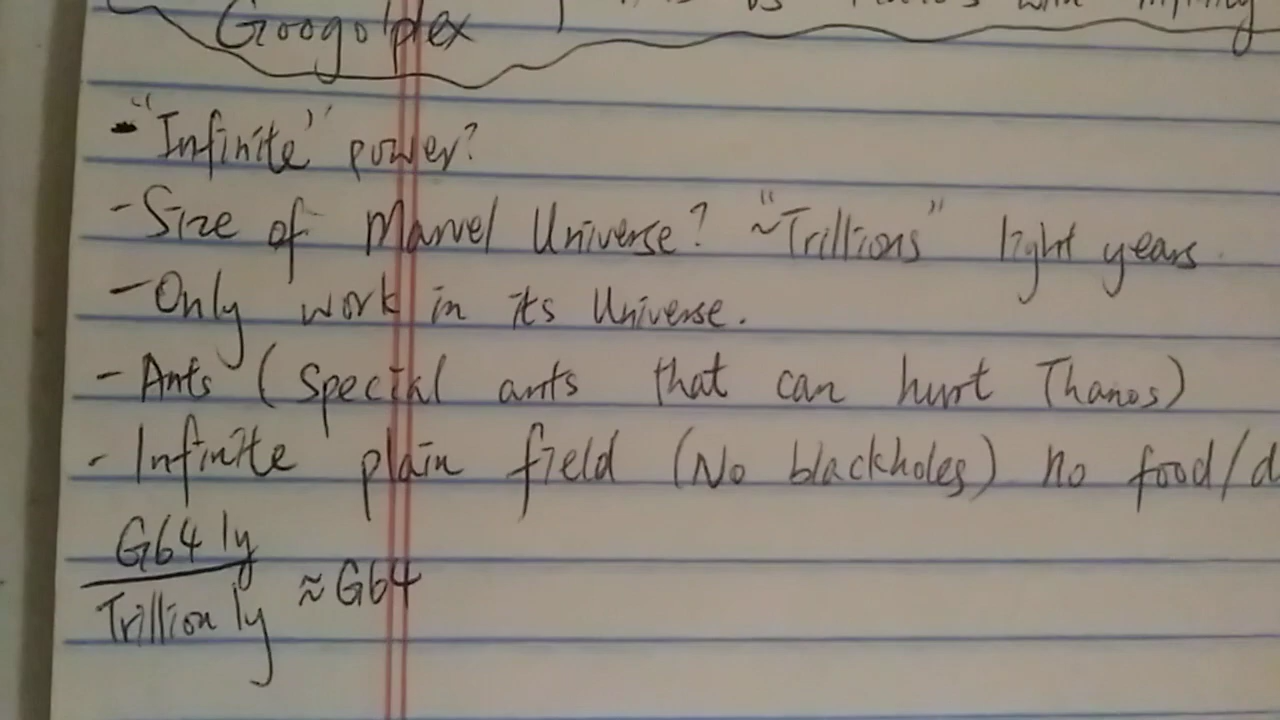 Googolplex with
- "Infinite" power?
- Size of Marvel Universe? ~"Trillions" light years
- Only work in its Universe.
- Ants (special ants that can hurt Thanos)
- Infinite plain field (No blackholes) no food/d
G64 ly
Trillion ly
≈ G64